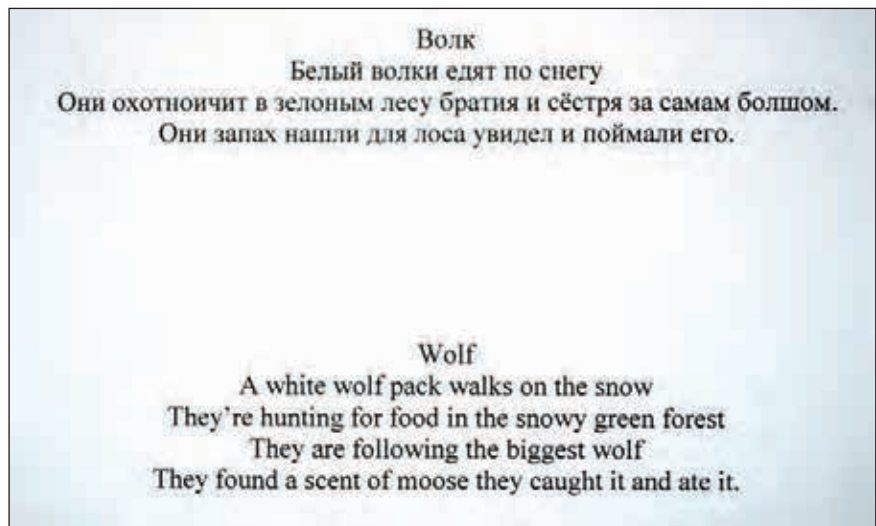 Волк
Белый волки едят по снегу
Они охотноичит в зелоным лесу братия и сёстря за самам болшом.
Они запах нашли для лоса увидел и поймали его.
Wolf
A white wolf pack walks on the snow
They're hunting for food in the snowy green forest
They are following the biggest wolf
They found a scent of moose they caught it and ate it.